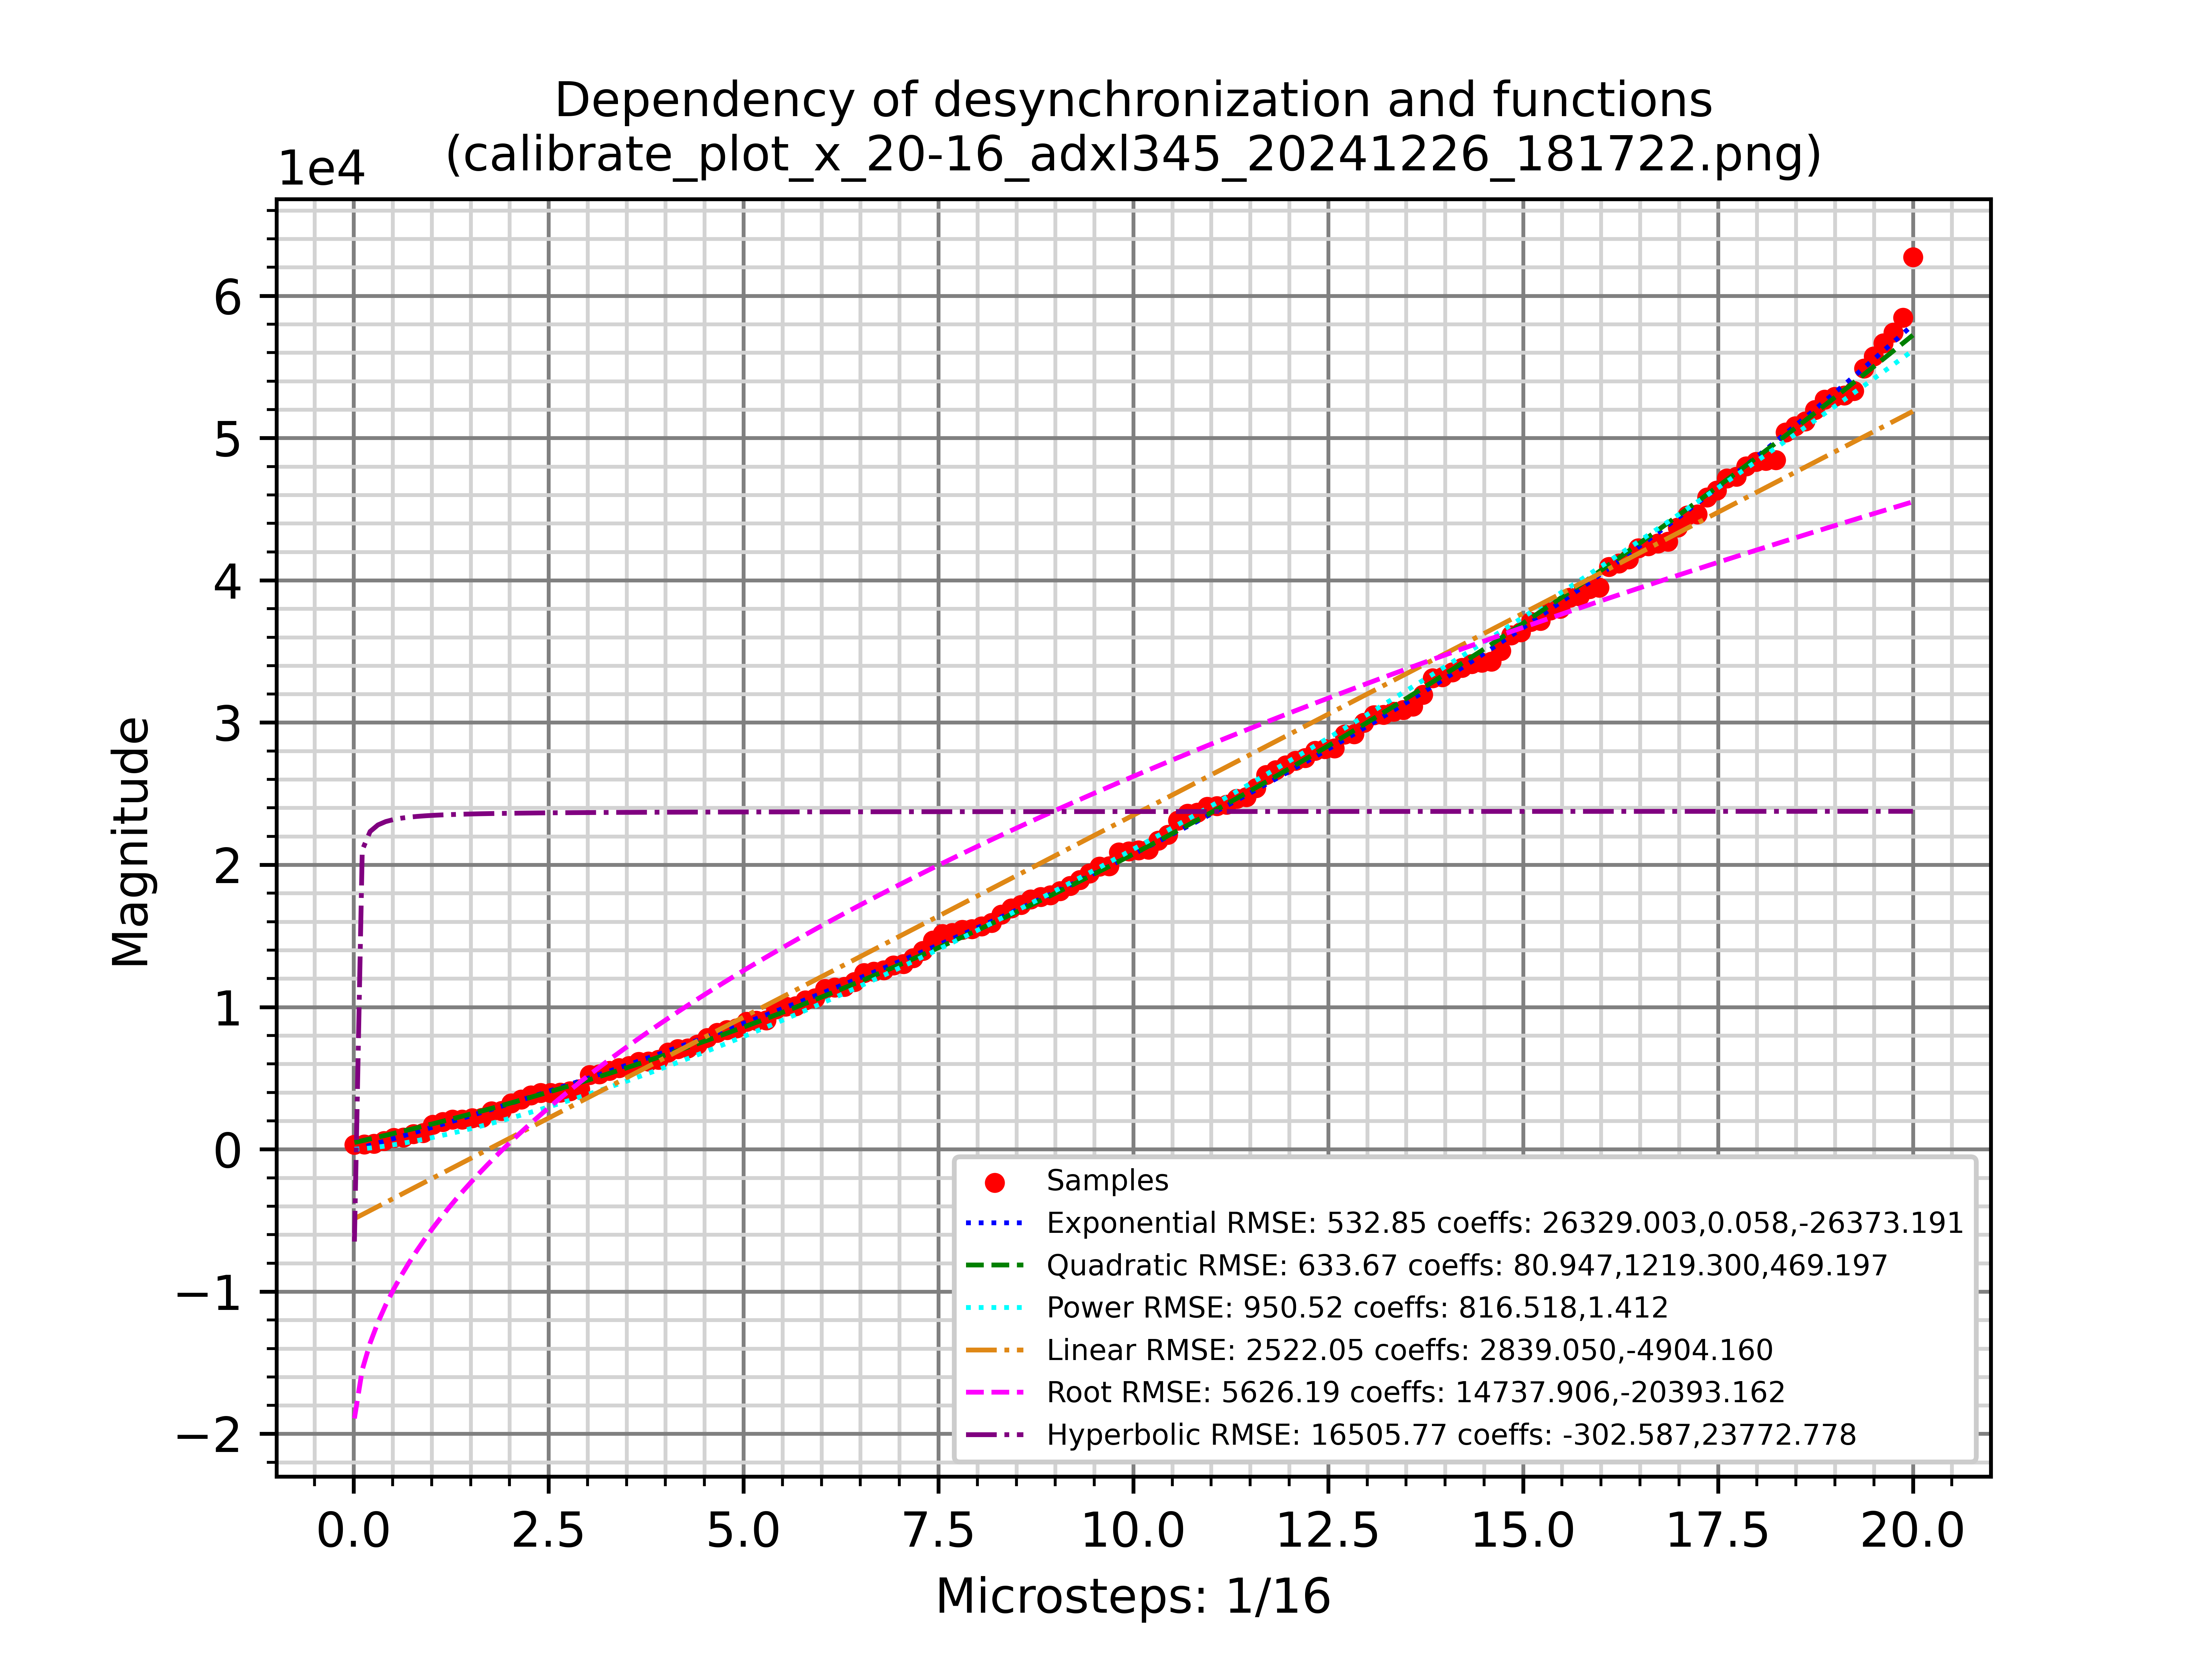 Dependency of desynchronization and functions
(calibrate_plot_x_20-16_adxl345_20241226_181722.png)
1e4
6
5
4
3
2
1
0
−1
−2
Magnitude
0.0 2.5 5.0 7.5 10.0 12.5 15.0 17.5 20.0
Microsteps: 1/16
Samples
Exponential RMSE: 532.85 coeffs: 26329.003,0.058,-26373.191
Quadratic RMSE: 633.67 coeffs: 80.947,1219.300,469.197
Power RMSE: 950.52 coeffs: 816.518,1.412
Linear RMSE: 2522.05 coeffs: 2839.050,-4904.160
Root RMSE: 5626.19 coeffs: 14737.906,-20393.162
Hyperbolic RMSE: 16505.77 coeffs: -302.587,23772.778